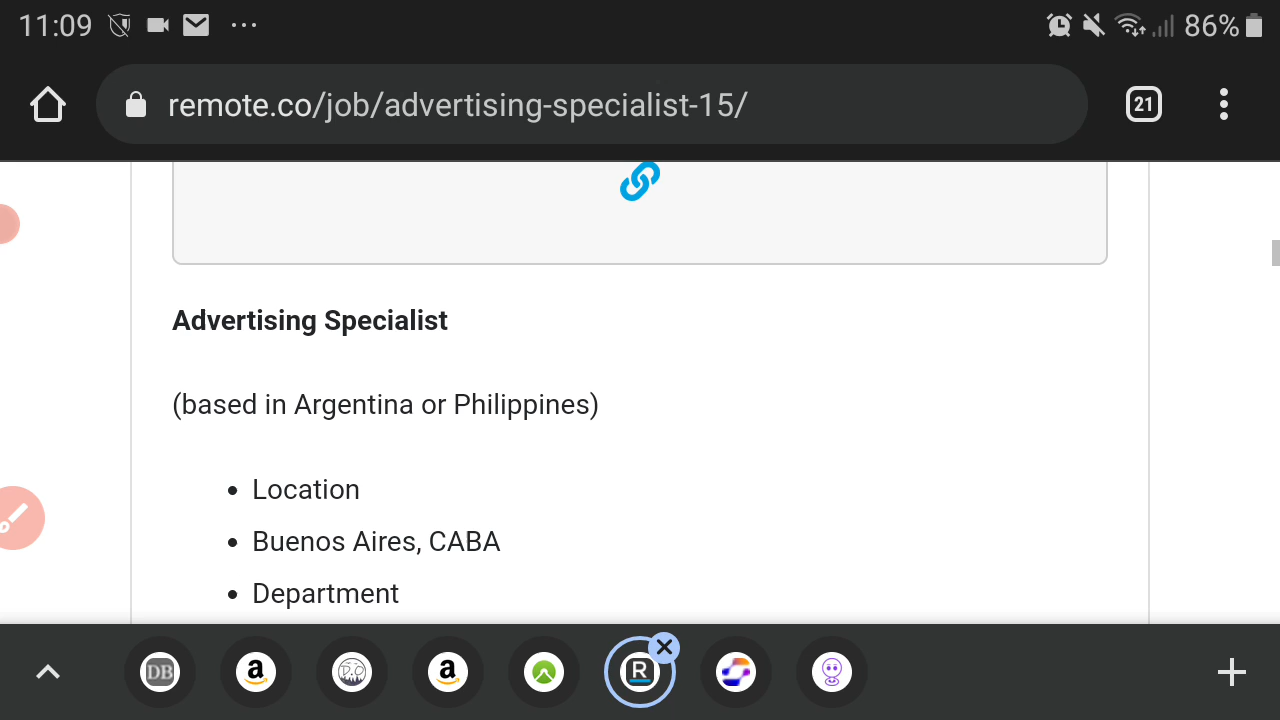 11:09
86%
remote.co/job/advertising-specialist-15/
21
Advertising Specialist
(based in Argentina or Philippines)
Location
Buenos Aires, CABA
Department
DB
a
a
R